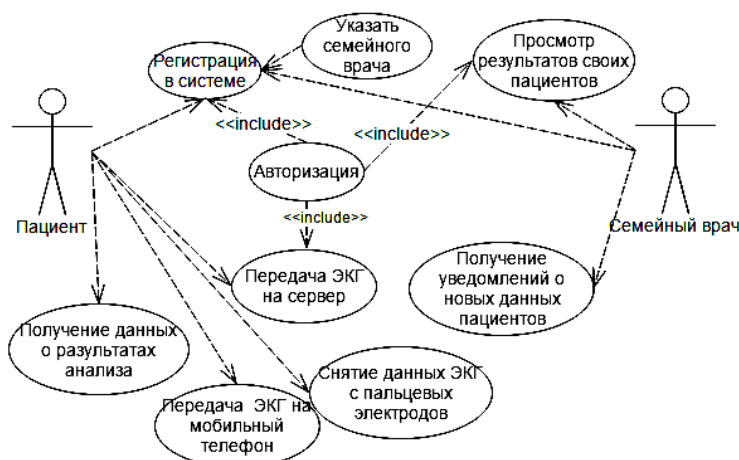 Указать
семейного
врача
Регистрация
в системе
Просмотр
результатов своих
пациентов
<<include>>
<<include>>
Авторизация
<<include>>
Пациент
Семейный врач
Передача ЭКГ
на сервер
Получение
уведомлений о
новых данных
пациентов
Получение данных
о разультатах
анализа
Снятие данных ЭКГ
с пальцевых
электродов
Передача ЭКГ на
мобильный
телефон